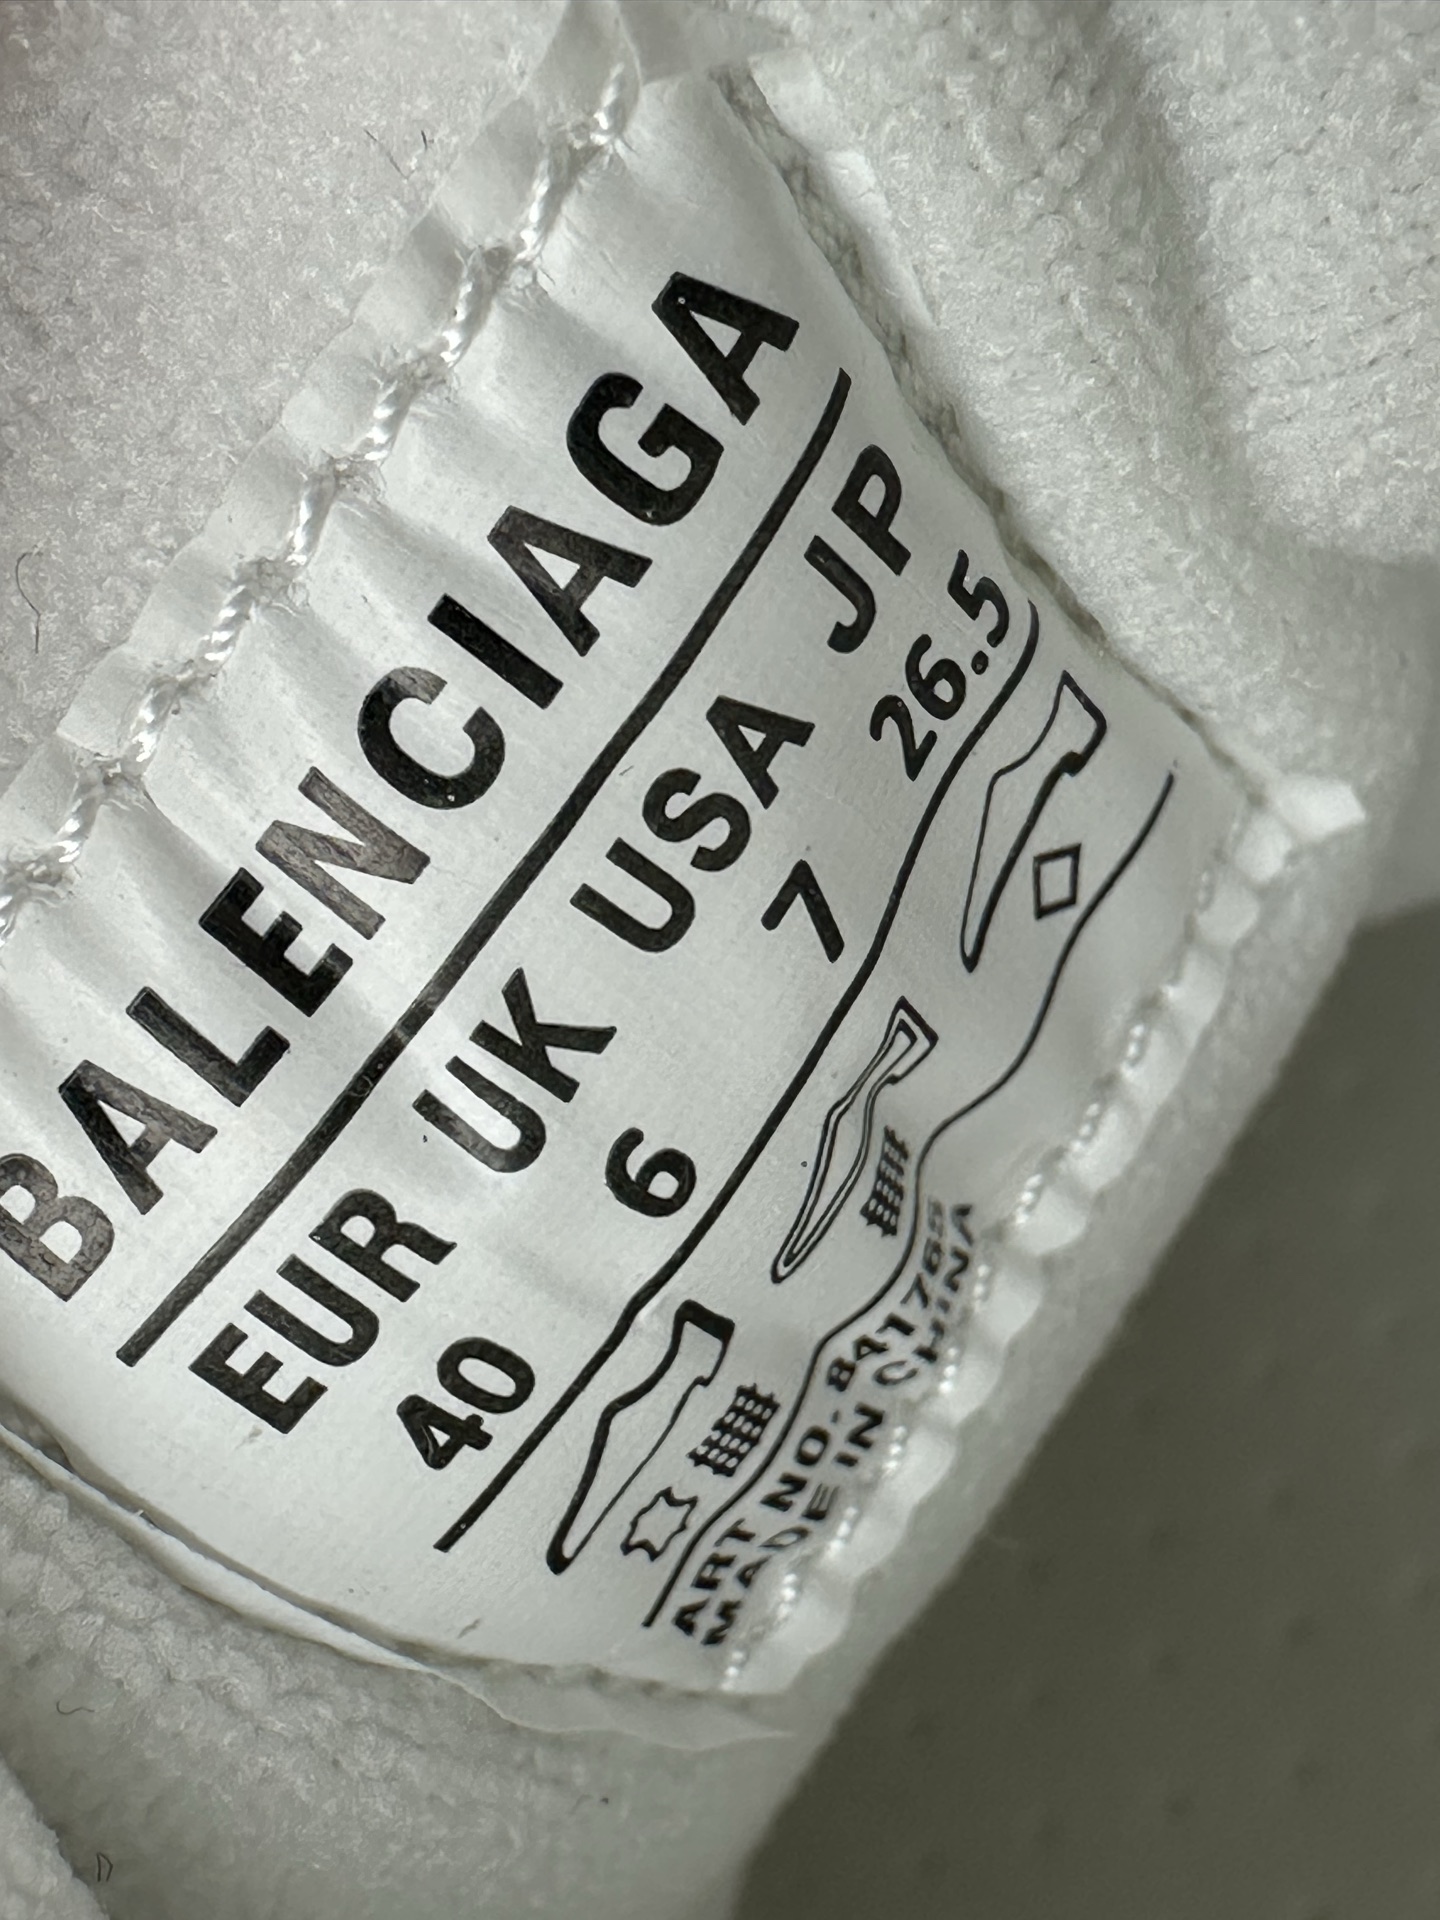 BALENCIAGA
EUR UK USA JP
40 6 7 26.5
ART NO. 841765
MADE IN CHINA